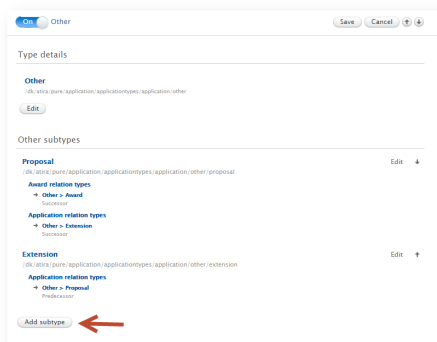 On Other Save Cancel
Type details
Other
/dk/atira/pure/application/applicationtypes/application/other
Edit
Other subtypes
Proposal Edit
/dk/atira/pure/application/applicationtypes/application/other/proposal
Award relation types
Other > Award
Successor
Application relation types
Other > Extension
Successor
Extension Edit
/dk/atira/pure/application/applicationtypes/application/other/extension
Application relation types
Other > Proposal
Predecessor
Add subtype